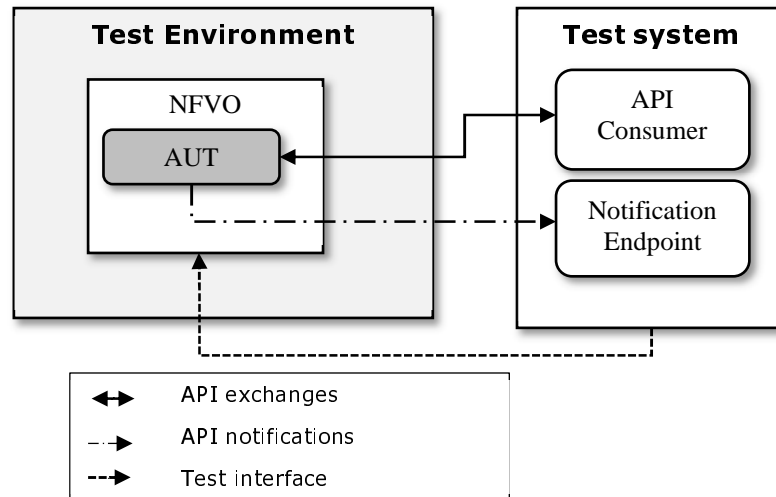 Test Environment
Test system
NFVO
AUT
API
Consumer
Notification
Endpoint
API exchanges
API notifications
Test interface